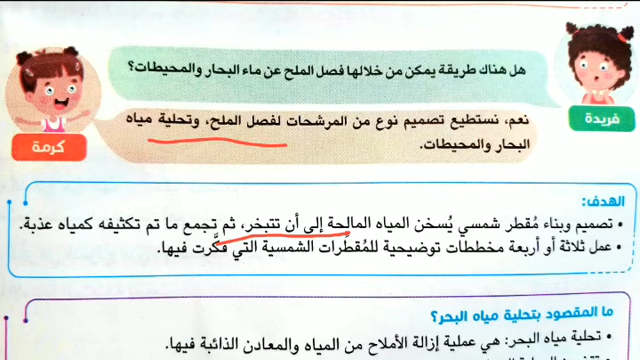 هل هناك طريقة يمكن من خلالها فصل الملح عن ماء البحار والمحيطات؟
فريدة
نعم، نستطيع تصميم نوع من المرشحات لفصل الملح، وتحلية مياه
البحار والمحيطات.
كرمة
الهدف:
• تصميم وبناء مُقطر شمسي يُسخن المياه المالحة إلى أن تتبخر، ثم تجمع ما تم تكثيفه كمياه عذبة.
• عمل ثلاثة أو أربعة مخططات توضيحية للمُقطرات الشمسية التي فكَّرت فيها.
ما المقصود بتحلية مياه البحر؟
• تحلية مياه البحر: هي عملية إزالة الأملاح من المياه والمعادن الذائبة فيها.